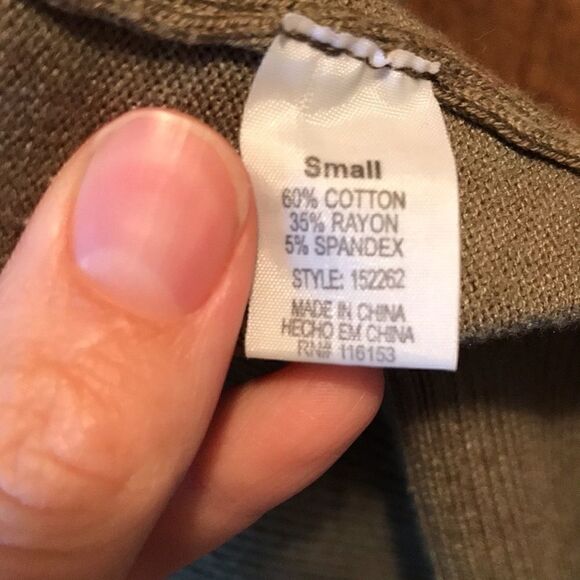 Small
60% COTTON
35% RAYON
5% SPANDEX
STYLE: 152262
MADE IN CHINA
HECHO EM CHINA
RN# 116153